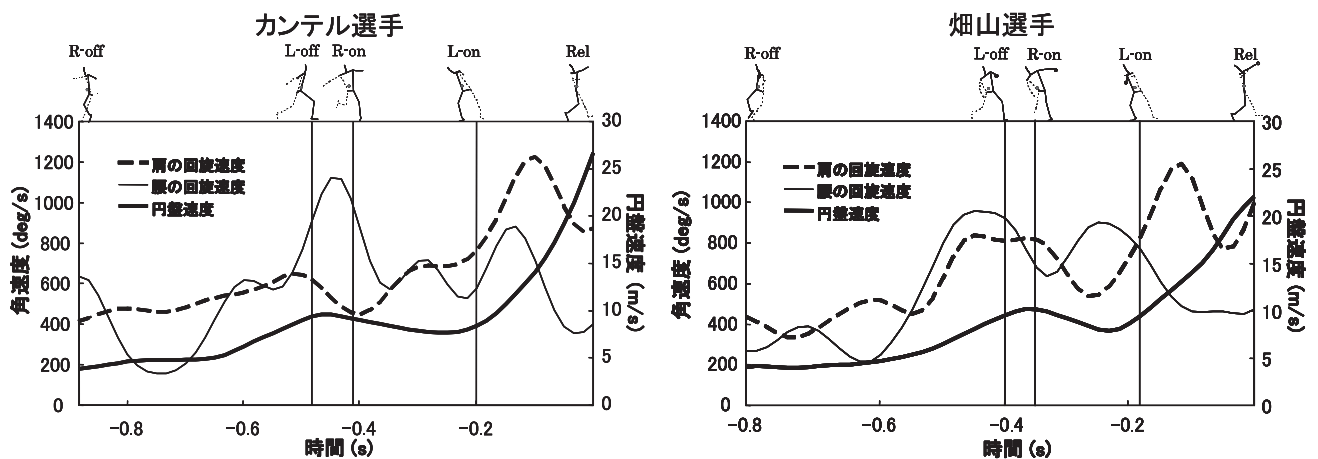 カンテル選手
R-off L-off R-on L-on Rel
1400
1200
1000
800
600
400
200
0
角速度 (deg/s)
肩の回旋速度
腰の回旋速度
円盤速度
30
25
20
15
10
5
0
円盤速度 (m/s)
−0.8 −0.6 −0.4 −0.2
時間 (s)
畑山選手
R-off L-off R-on L-on Rel
1400
1200
1000
800
600
400
200
0
角速度 (deg/s)
肩の回旋速度
腰の回旋速度
円盤速度
30
25
20
15
10
5
0
円盤速度 (m/s)
−0.8 −0.6 −0.4 −0.2
時間 (s)